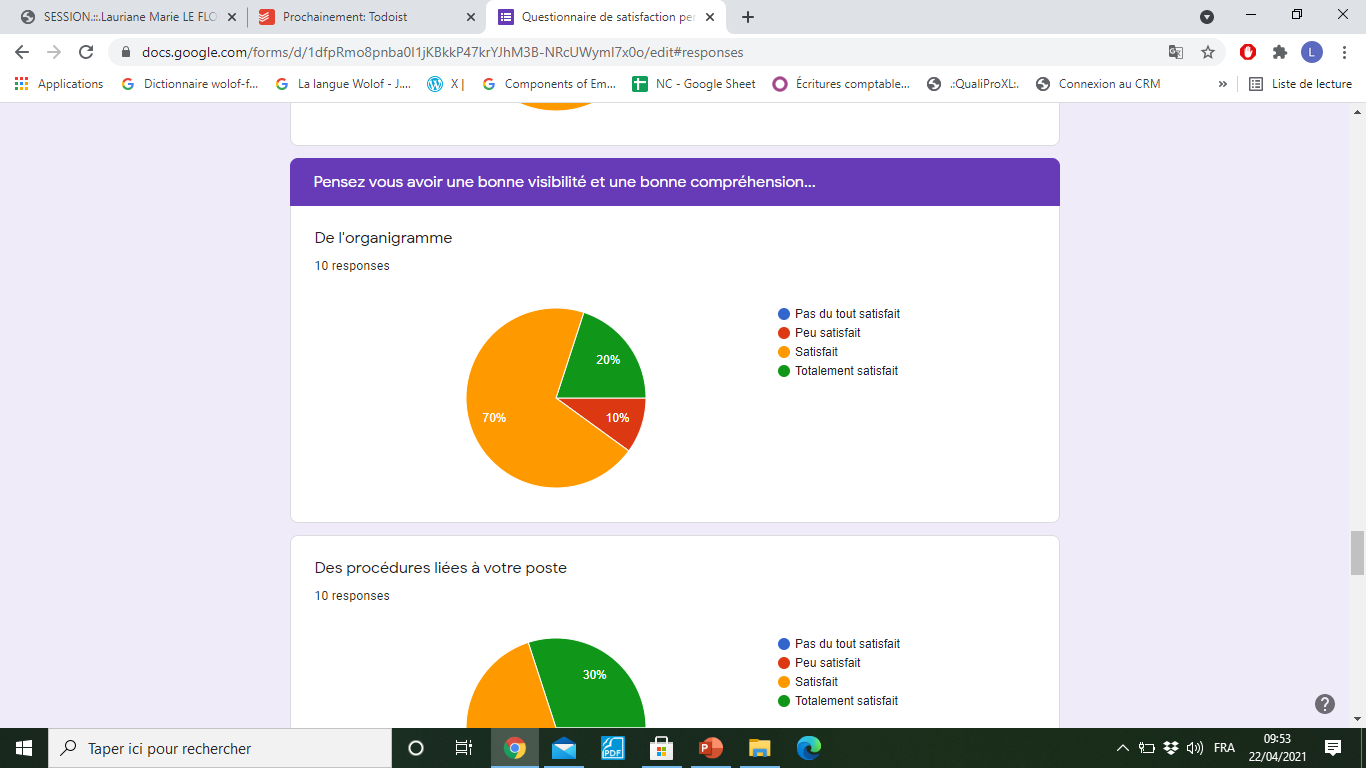 SESSION.::.Lauriane Marie LE FLO
Prochainement: Todoist
Questionnaire de satisfaction per
docs.google.com/forms/d/1dfpRmo8pnba0I1jKBkkP47krYJhM3B-NRcUWymI7x0o/edit#responses
L
Applications
Dictionnaire wolof-f...
La langue Wolof - J....
X |
Components of Em...
NC - Google Sheet
Écritures comptable...
.:QualiProXL:.
Connexion au CRM
»
Liste de lecture
Pensez vous avoir une bonne visibilité et une bonne compréhension...
De l'organigramme
10 responses
Pas du tout satisfait
Peu satisfait
Satisfait
Totalement satisfait
20%
10%
70%
Des procédures liées à votre poste
10 responses
Pas du tout satisfait
Peu satisfait
Satisfait
Totalement satisfait
30%
Taper ici pour rechercher
PDF
FRA
09:53
22/04/2021